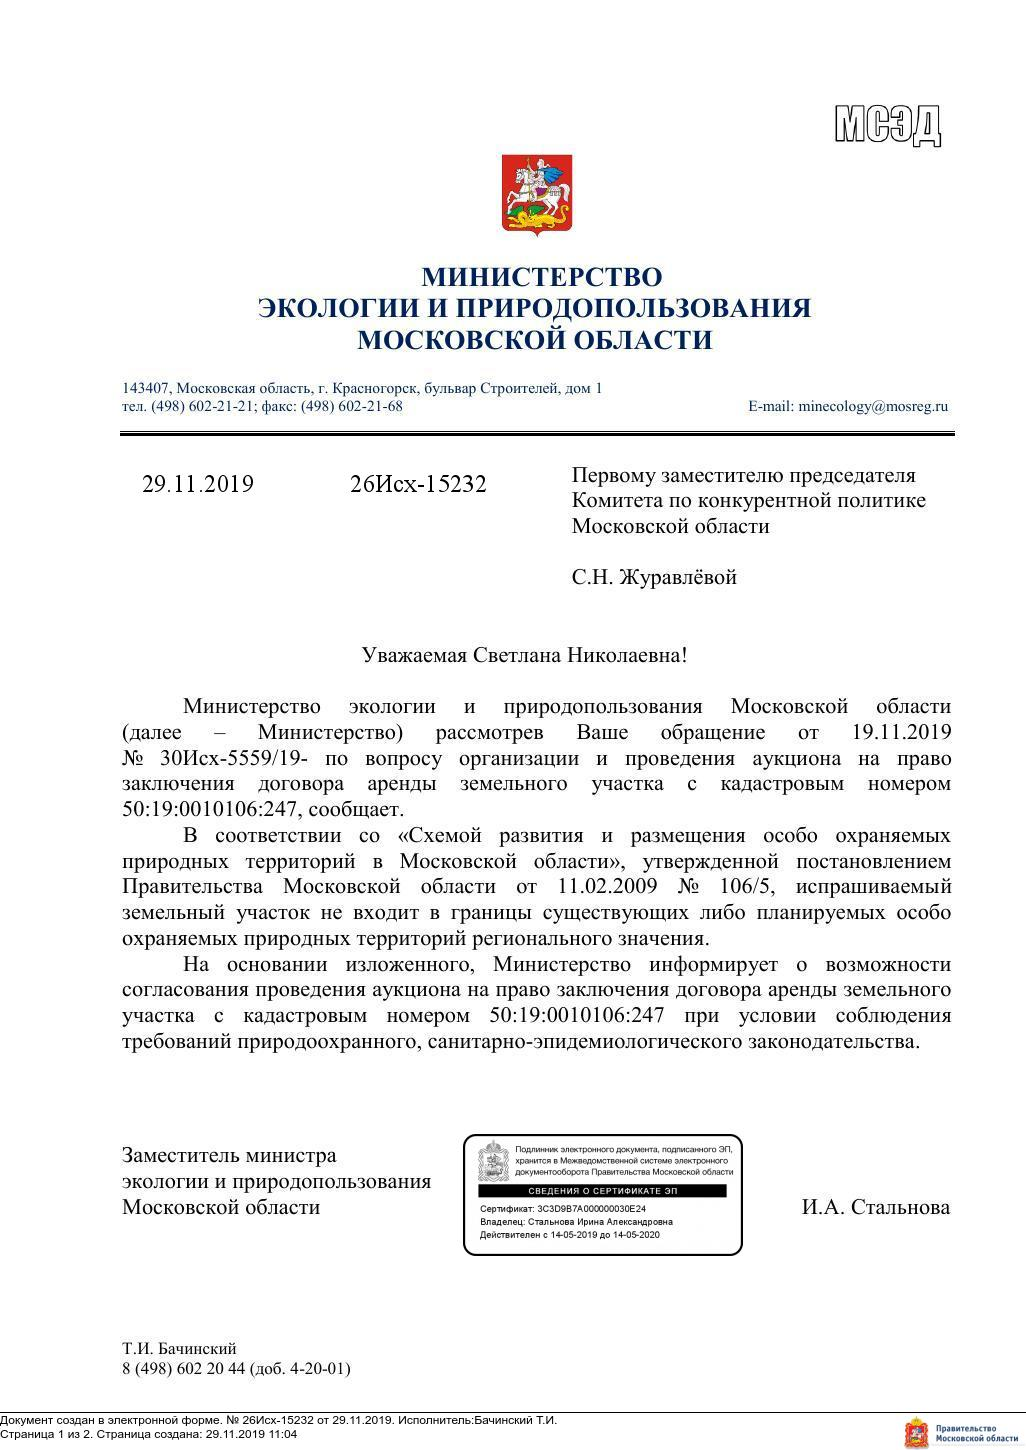 МСЭД
МИНИСТЕРСТВО
ЭКОЛОГИИ И ПРИРОДОПОЛЬЗОВАНИЯ
МОСКОВСКОЙ ОБЛАСТИ
143407, Московская область, г. Красногорск, бульвар Строителей, дом 1
тел. (498) 602-21-21; факс: (498) 602-21-68
E-mail: minecology@mosreg.ru
29.11.2019
26Исх-15232
Первому заместителю председателя
Комитета по конкурентной политике
Московской области
С.Н. Журавлёвой
Уважаемая Светлана Николаевна!
Министерство экологии и природопользования Московской области
(далее – Министерство) рассмотрев Ваше обращение от 19.11.2019
№ 30Исх-5559/19- по вопросу организации и проведения аукциона на право
заключения договора аренды земельного участка с кадастровым номером
50:19:0010106:247, сообщает.
В соответствии со «Схемой развития и размещения особо охраняемых
природных территорий в Московской области», утвержденной постановлением
Правительства Московской области от 11.02.2009 № 106/5, испрашиваемый
земельный участок не входит в границы существующих либо планируемых особо
охраняемых природных территорий регионального значения.
На основании изложенного, Министерство информирует о возможности
согласования проведения аукциона на право заключения договора аренды земельного
участка с кадастровым номером 50:19:0010106:247 при условии соблюдения
требований природоохранного, санитарно-эпидемиологического законодательства.
Заместитель министра
экологии и природопользования
Московской области
Подлинник электронного документа, подписанного ЭП,
хранится в Межведомственной системе электронного
документооборота Правительства Московской области
СВЕДЕНИЯ О СЕРТИФИКАТЕ ЭП
Сертификат: 3C3D9B7A000000030E24
Владелец: Стальнова Ирина Александровна
Действителен с 14-05-2019 до 14-05-2020
И.А. Стальнова
Т.И. Бачинский
8 (498) 602 20 44 (доб. 4-20-01)
Документ создан в электронной форме. № 26Исх-15232 от 29.11.2019. Исполнитель:Бачинский Т.И.
Страница 1 из 2. Страница создана: 29.11.2019 11:04
Правительство
Московской области